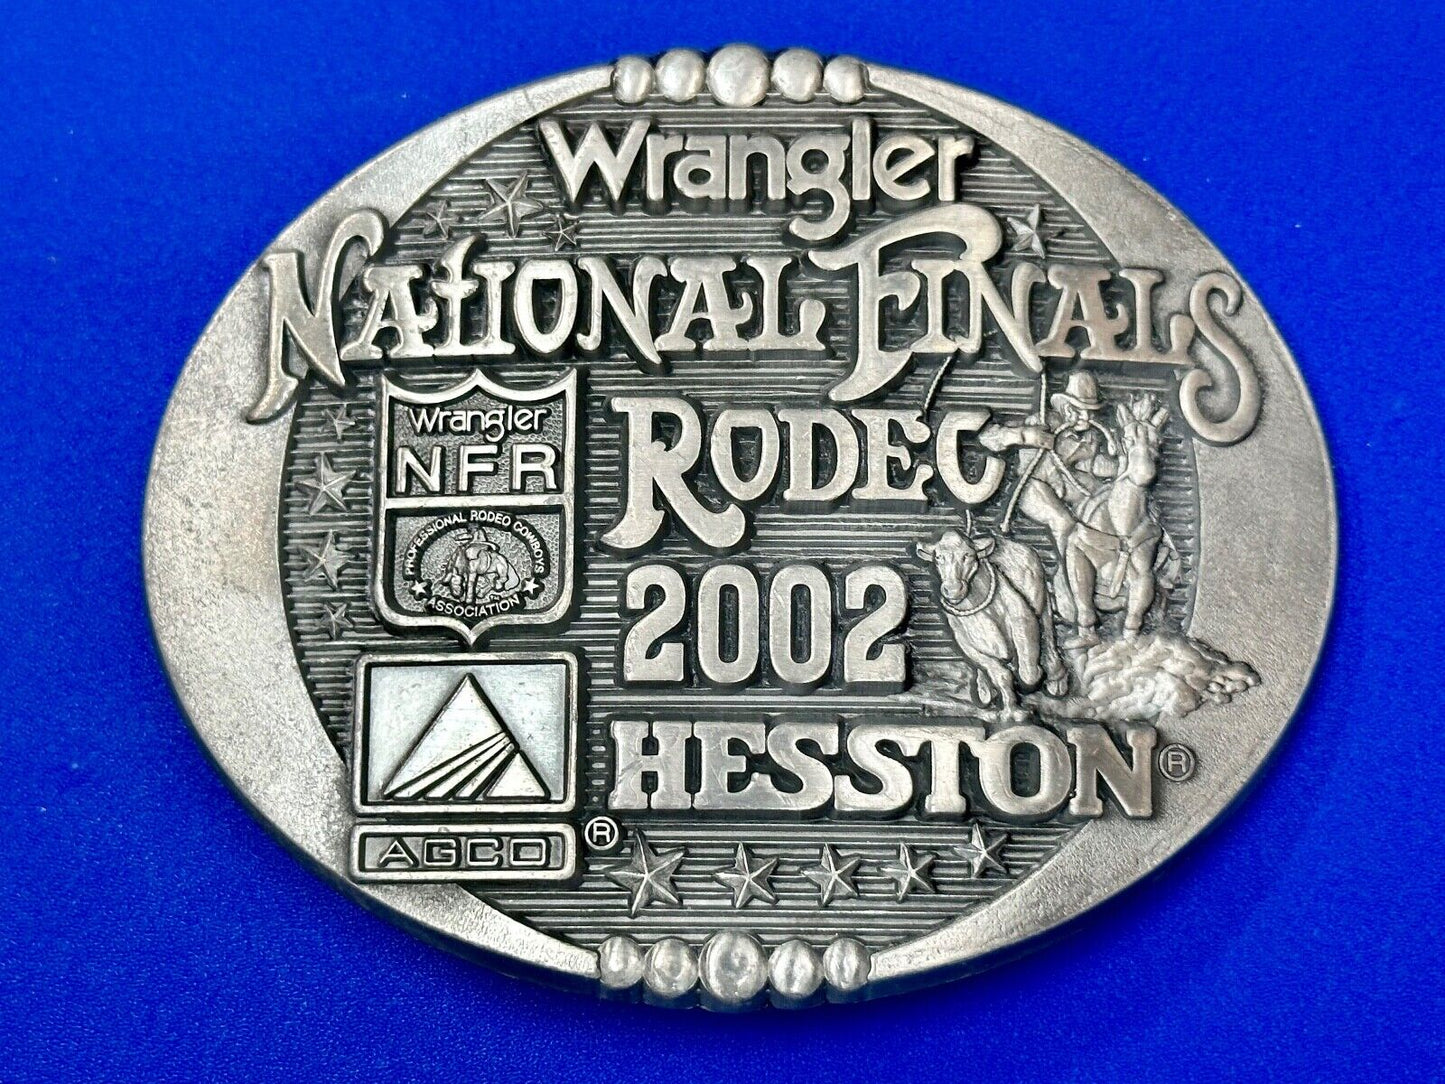 Wrangler
NATIONAL FINALS
RODEO
2002
HESSTON®
Wrangler
NFR
PROFESSIONAL RODEO COWBOYS
ASSOCIATION
AGCO®